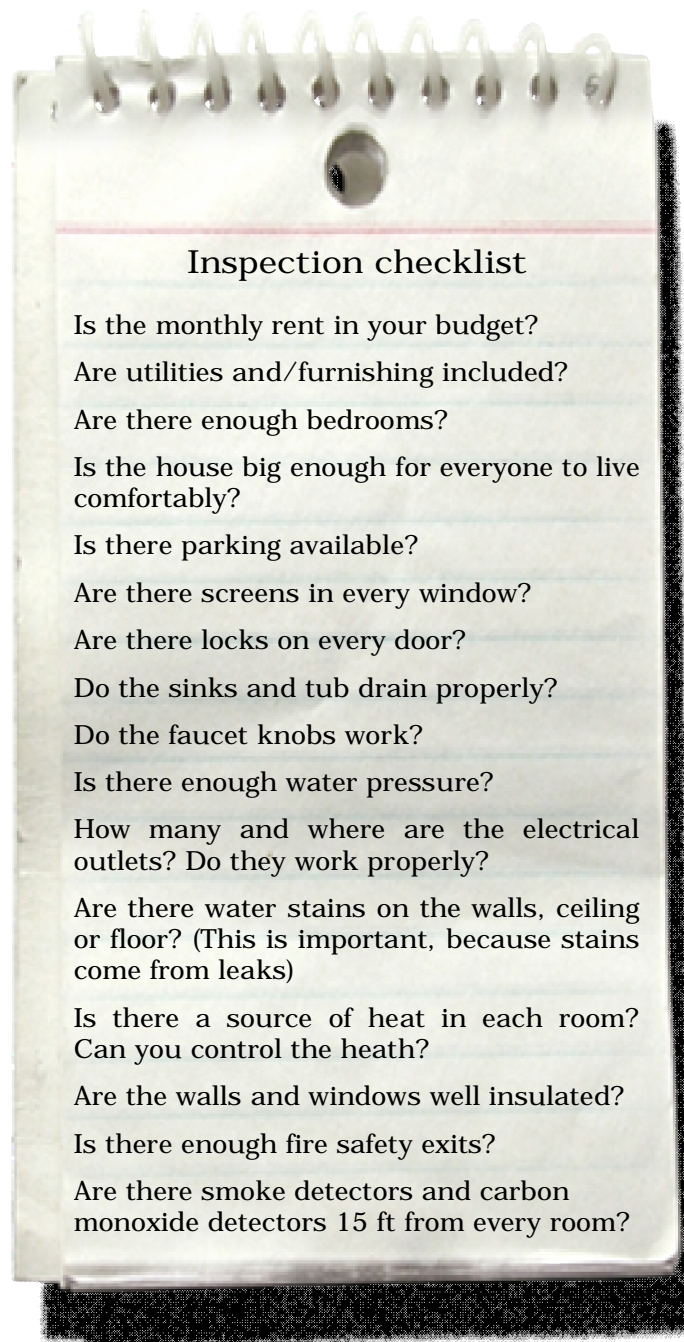 Inspection checklist
Is the monthly rent in your budget?
Are utilities and/furnishing included?
Are there enough bedrooms?
Is the house big enough for everyone to live
comfortably?
Is there parking available?
Are there screens in every window?
Are there locks on every door?
Do the sinks and tub drain properly?
Do the faucet knobs work?
Is there enough water pressure?
How many and where are the electrical
outlets? Do they work properly?
Are there water stains on the walls, ceiling
or floor? (This is important, because stains
come from leaks)
Is there a source of heat in each room?
Can you control the heath?
Are the walls and windows well insulated?
Is there enough fire safety exits?
Are there smoke detectors and carbon
monoxide detectors 15 ft from every room?